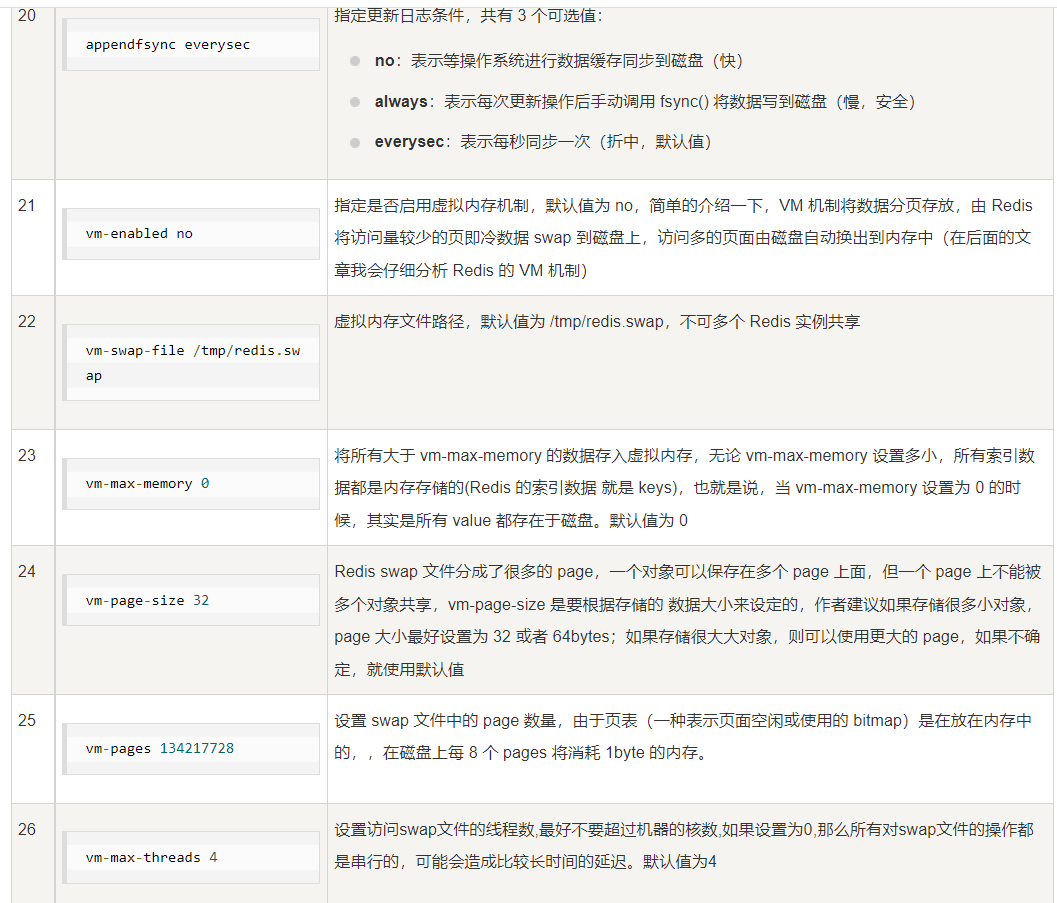 20
appendfsync everysec
指定更新日志条件，共有 3 个可选值：
no：表示等操作系统进行数据缓存同步到磁盘（快）
always：表示每次更新操作后手动调用 fsync() 将数据写到磁盘（慢，安全）
everysec：表示每秒同步一次（折中，默认值）
21
vm-enabled no
指定是否启用虚拟内存机制，默认值为 no，简单的介绍一下，VM 机制将数据分页存放，由 Redis
将访问量较少的页即冷数据 swap 到磁盘上，访问多的页面由磁盘自动换出到内存中（在后面的文
章我会仔细分析 Redis 的 VM 机制）
22
vm-swap-file /tmp/redis.sw
ap
虚拟内存文件路径，默认值为 /tmp/redis.swap，不可多个 Redis 实例共享
23
vm-max-memory 0
将所有大于 vm-max-memory 的数据存入虚拟内存，无论 vm-max-memory 设置多小，所有索引数
据都是内存存储的(Redis 的索引数据 就是 keys)，也就是说，当 vm-max-memory 设置为 0 的时
候，其实是所有 value 都存在于磁盘。默认值为 0
24
vm-page-size 32
Redis swap 文件分成了很多的 page，一个对象可以保存在多个 page 上面，但一个 page 上不能被
多个对象共享，vm-page-size 是要根据存储的 数据大小来设定的，作者建议如果存储很多小对象，
page 大小最好设置为 32 或者 64bytes；如果存储很大大对象，则可以使用更大的 page，如果不确
定，就使用默认值
25
vm-pages 134217728
设置 swap 文件中的 page 数量，由于页表（一种表示页面空闲或使用的 bitmap）是在放在内存中
的，，在磁盘上每 8 个 pages 将消耗 1byte 的内存。
26
vm-max-threads 4
设置访问swap文件的线程数,最好不要超过机器的核数,如果设置为0,那么所有对swap文件的操作都
是串行的，可能会造成比较长时间的延迟。默认值为4